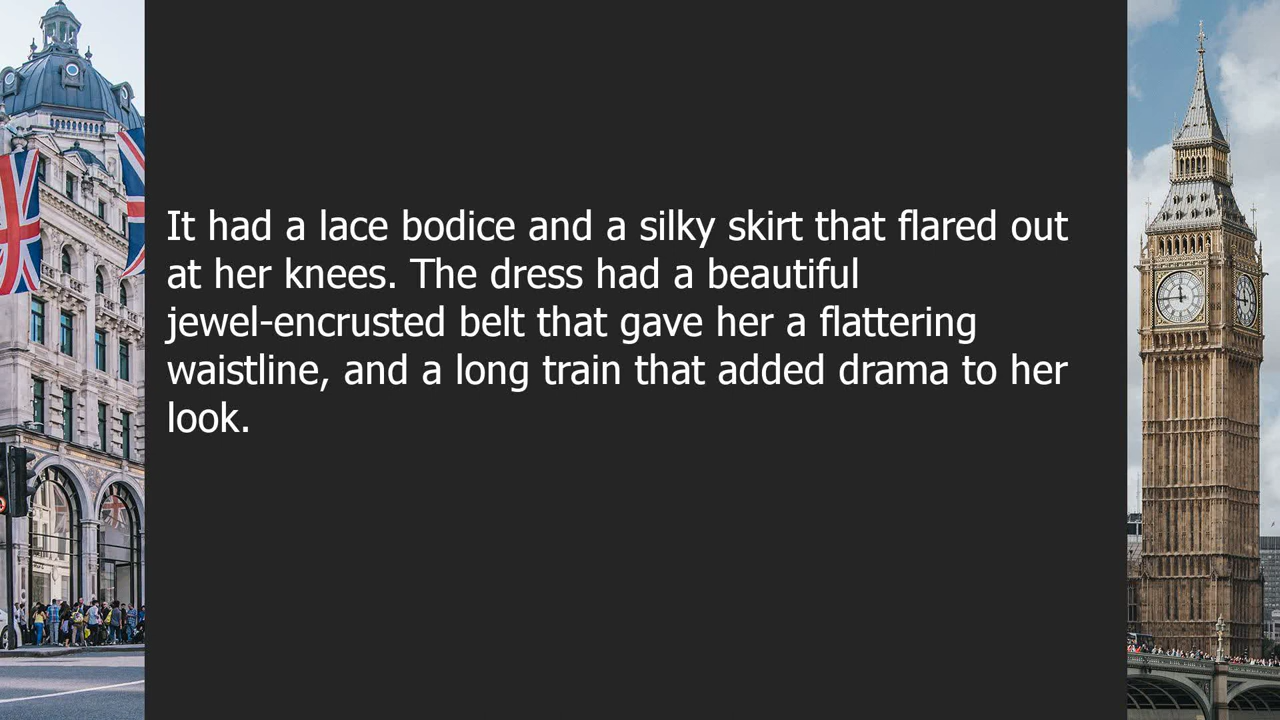 It had a lace bodice and a silky skirt that flared out
at her knees. The dress had a beautiful
jewel-encrusted belt that gave her a flattering
waistline, and a long train that added drama to her
look.